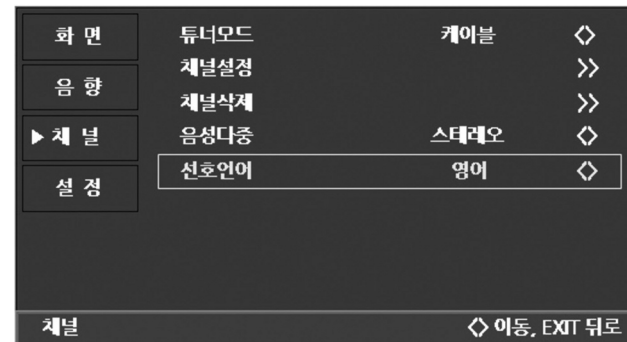 화 면
음 향
▶채 널
설 정
튜너모드 케이블 <>
채널설정 >>
채널삭제 >>
음성다중 스테레오 <>
선호언어 영어 <>
채널 <> 이동, EXIT 뒤로